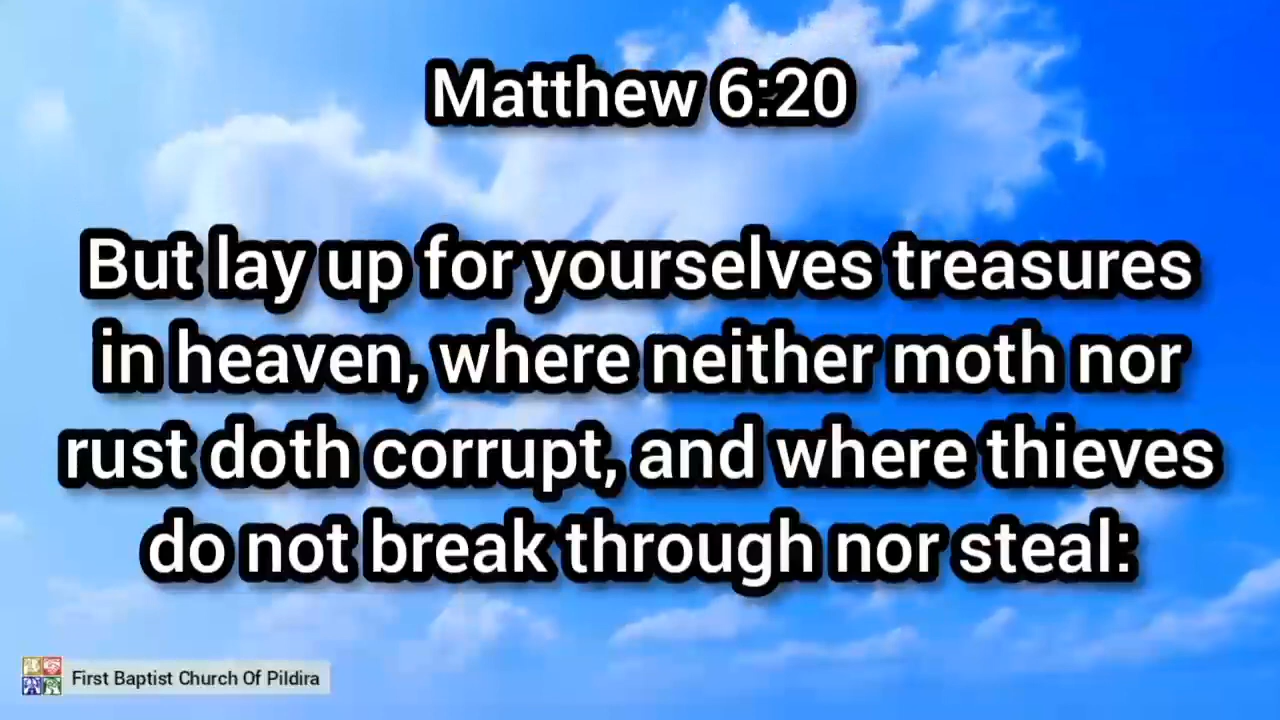 Matthew 6:20
But lay up for yourselves treasures
in heaven, where neither moth nor
rust doth corrupt, and where thieves
do not break through nor steal:
First Baptist Church Of Pildira